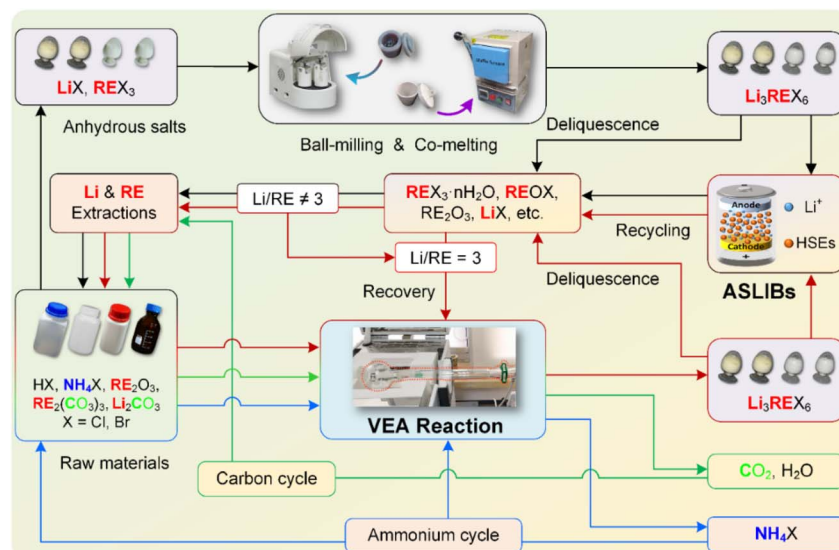 LiX, REX₃
Anhydrous salts
Muffle furnace
Ball-milling & Co-melting
Li₃REX₆
Deliquescence
Li & RE
Extractions
Li/RE ≠ 3
REX₃·nH₂O, REOX,
RE₂O₃, LiX, etc.
Li/RE = 3
Recovery
Recycling
Anode
Cathode
+
Li⁺
HSEs
ASLIBs
Deliquescence
HX, NH₄X, RE₂O₃,
RE₂(CO₃)₃, Li₂CO₃
X = Cl, Br
Raw materials
VEA Reaction
Li₃REX₆
Carbon cycle
CO₂, H₂O
Ammonium cycle
NH₄X